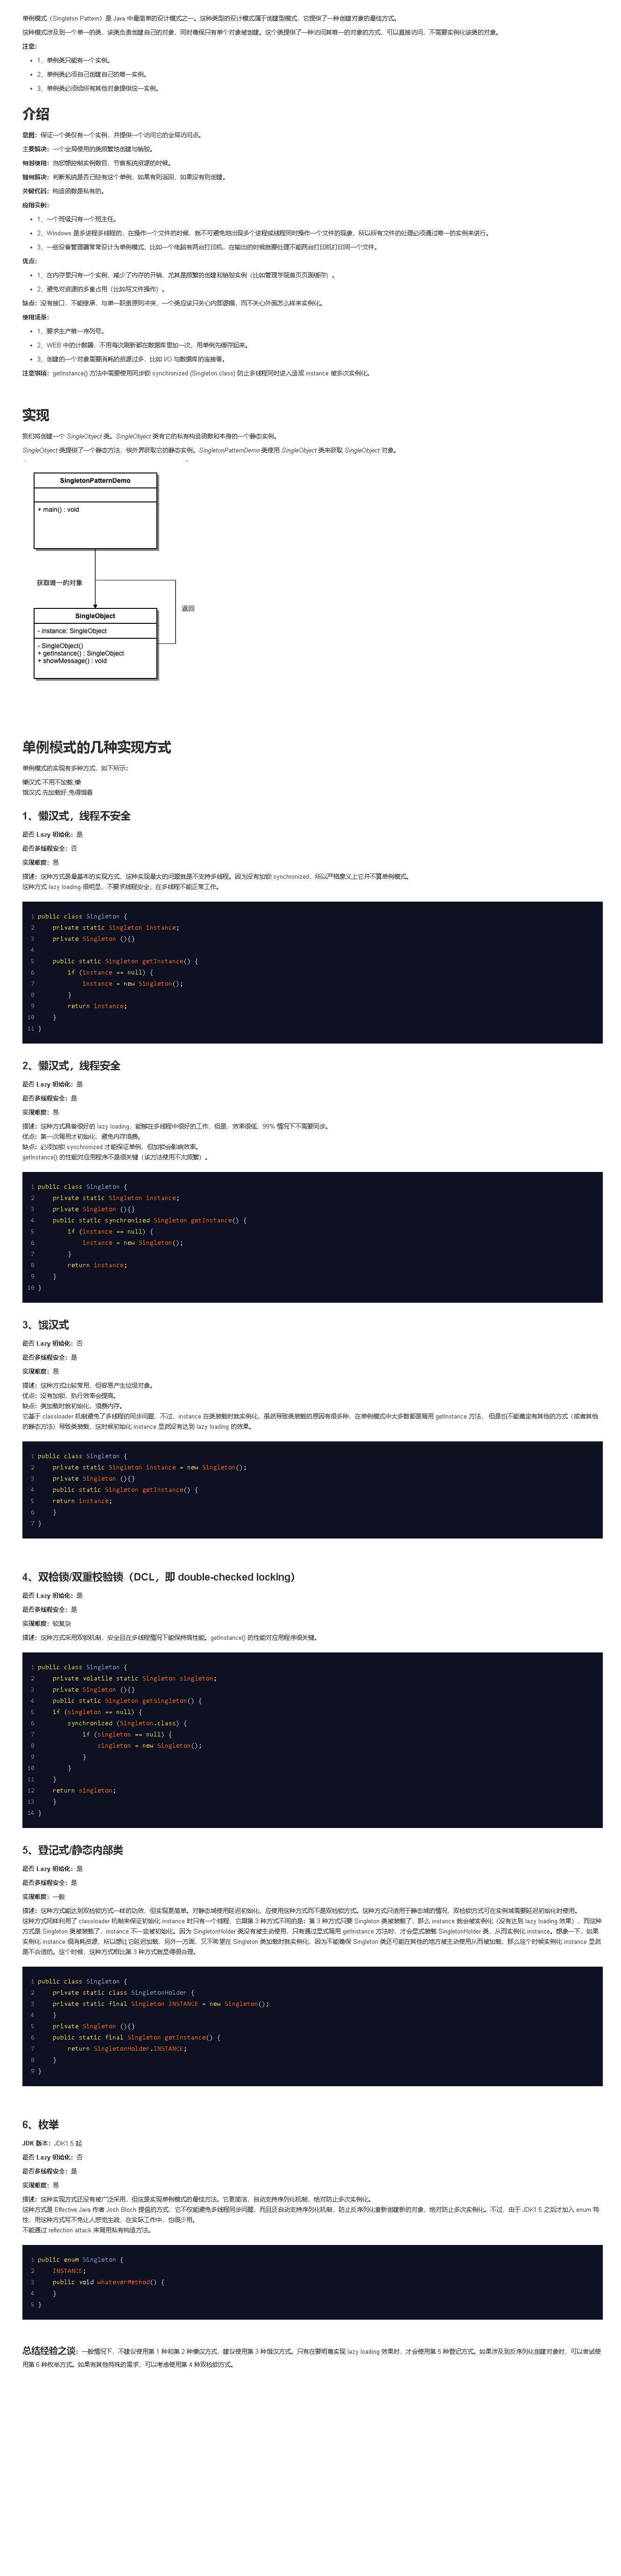 单例模式（Singleton Pattern）是 Java 中最简单的设计模式之一。这种类型的设计模式属于创建型模式，它提供了一种创建对象的最佳方式。
这种模式涉及到一个单一的类，该类负责创建自己的对象，同时确保只有单个对象被创建。这个类提供了一种访问其唯一的对象的方式，可以直接访问，不需要实例化该类的对象。
注意：
• 1、单例类只能有一个实例。
• 2、单例类必须自己创建自己的唯一实例。
• 3、单例类必须给所有其他对象提供这一实例。
介绍
意图：保证一个类仅有一个实例，并提供一个访问它的全局访问点。
主要解决：一个全局使用的类频繁地创建与销毁。
何时使用：当您想控制实例数目，节省系统资源的时候。
如何解决：判断系统是否已经有这个单例，如果有则返回，如果没有则创建。
关键代码：构造函数是私有的。
应用实例：
• 1、一个班级只有一个班主任。
• 2、Windows 是多进程多线程的，在操作一个文件的时候，就不可避免地出现多个进程或线程同时操作一个文件的现象，所以所有文件的处理必须通过唯一的实例来进行。
• 3、一些设备管理器常常设计为单例模式，比如一个电脑有两台打印机，在输出的时候就要处理不能两台打印机打印同一个文件。
优点：
• 1、在内存里只有一个实例，减少了内存的开销，尤其是频繁的创建和销毁实例（比如管理学院首页页面缓存）。
• 2、避免对资源的多重占用（比如写文件操作）。
缺点：没有接口，不能继承，与单一职责原则冲突，一个类应该只关心内部逻辑，而不关心外面怎么样来实例化。
使用场景：
• 1、要求生产唯一序列号。
• 2、WEB 中的计数器，不用每次刷新都在数据库里加一次，用单例先缓存起来。
• 3、创建的一个对象需要消耗的资源过多，比如 I/O 与数据库的连接等。
注意事项：getInstance() 方法中需要使用同步锁 synchronized (Singleton.class) 防止多线程同时进入造成 instance 被多次实例化。
实现
我们将创建一个 SingleObject 类。SingleObject 类有它的私有构造函数和本身的一个静态实例。
SingleObject 类提供了一个静态方法，供外界获取它的静态实例。SingletonPatternDemo 类使用 SingleObject 类来获取 SingleObject 对象。
SingletonPatternDemo
+ main() : void
获取唯一的对象
返回
SingleObject
- instance: SingleObject
- SingleObject()
+ getInstance() : SingleObject
+ showMessage() : void
单例模式的几种实现方式
单例模式的实现有多种方式，如下所示：
懒汉式:不用不加载,懒
饿汉式:先加载好,免得饿着
1、懒汉式，线程不安全
是否 Lazy 初始化：是
是否多线程安全：否
实现难度：易
描述：这种方式是最基本的实现方式，这种实现最大的问题就是不支持多线程。因为没有加锁 synchronized，所以严格意义上它并不算单例模式。
这种方式 lazy loading 很明显，不要求线程安全，在多线程不能正常工作。
1 public class Singleton {
2 private static Singleton instance;
3 private Singleton (){}
4
5 public static Singleton getInstance() {
6 if (instance == null) {
7 instance = new Singleton();
8 }
9 return instance;
10 }
11 }
2、懒汉式，线程安全
是否 Lazy 初始化：是
是否多线程安全：是
实现难度：易
描述：这种方式具备很好的 lazy loading，能够在多线程中很好的工作，但是，效率很低，99% 情况下不需要同步。
优点：第一次调用才初始化，避免内存浪费。
缺点：必须加锁 synchronized 才能保证单例，但加锁会影响效率。
getInstance() 的性能对应用程序不是很关键（该方法使用不太频繁）。
1 public class Singleton {
2 private static Singleton instance;
3 private Singleton (){}
4 public static synchronized Singleton getInstance() {
5 if (instance == null) {
6 instance = new Singleton();
7 }
8 return instance;
9 }
10 }
3、饿汉式
是否 Lazy 初始化：否
是否多线程安全：是
实现难度：易
描述：这种方式比较常用，但容易产生垃圾对象。
优点：没有加锁，执行效率会提高。
缺点：类加载时就初始化，浪费内存。
它基于 classloader 机制避免了多线程的同步问题，不过，instance 在类装载时就实例化，虽然导致类装载的原因有很多种，在单例模式中大多数都是调用 getInstance 方法， 但是也不能确定有其他的方式（或者其他
的静态方法）导致类装载，这时候初始化 instance 显然没有达到 lazy loading 的效果。
1 public class Singleton {
2 private static Singleton instance = new Singleton();
3 private Singleton (){}
4 public static Singleton getInstance() {
5 return instance;
6 }
7 }
4、双检锁/双重校验锁（DCL，即 double-checked locking）
是否 Lazy 初始化：是
是否多线程安全：是
实现难度：较复杂
描述：这种方式采用双锁机制，安全且在多线程情况下能保持高性能。getInstance() 的性能对应用程序很关键。
1 public class Singleton {
2 private volatile static Singleton singleton;
3 private Singleton (){}
4 public static Singleton getSingleton() {
5 if (singleton == null) {
6 synchronized (Singleton.class) {
7 if (singleton == null) {
8 singleton = new Singleton();
9 }
10 }
11 }
12 return singleton;
13 }
14 }
5、登记式/静态内部类
是否 Lazy 初始化：是
是否多线程安全：是
实现难度：一般
描述：这种方式能达到双检锁方式一样的功效，但实现更简单。对静态域使用延迟初始化，应使用这种方式而不是双检锁方式。这种方式只适用于静态域的情况，双检锁方式可在实例域需要延迟初始化时使用。
这种方式同样利用了 classloader 机制来保证初始化 instance 时只有一个线程，它跟第 3 种方式不同的是：第 3 种方式只要 Singleton 类被装载了，那么 instance 就会被实例化（没有达到 lazy loading 效果），而这种
方式是 Singleton 类被装载了，instance 不一定被初始化。因为 SingletonHolder 类没有被主动使用，只有通过显式调用 getInstance 方法时，才会显式装载 SingletonHolder 类，从而实例化 instance。想象一下，如果
实例化 instance 很消耗资源，所以想让它延迟加载，另外一方面，又不希望在 Singleton 类加载时就实例化，因为不能确保 Singleton 类还可能在其他的地方被主动使用从而被加载，那么这个时候实例化 instance 显然
是不合适的。这个时候，这种方式相比第 3 种方式就显得很合理。
1 public class Singleton {
2 private static class SingletonHolder {
3 private static final Singleton INSTANCE = new Singleton();
4 }
5 private Singleton (){}
6 public static final Singleton getInstance() {
7 return SingletonHolder.INSTANCE;
8 }
9 }
6、枚举
JDK 版本：JDK1.5 起
是否 Lazy 初始化：否
是否多线程安全：是
实现难度：易
描述：这种实现方式还没有被广泛采用，但这是实现单例模式的最佳方法。它更简洁，自动支持序列化机制，绝对防止多次实例化。
这种方式是 Effective Java 作者 Josh Bloch 提倡的方式，它不仅能避免多线程同步问题，而且还自动支持序列化机制，防止反序列化重新创建新的对象，绝对防止多次实例化。不过，由于 JDK1.5 之后才加入 enum 特
性，用这种方式写不免让人感觉生疏，在实际工作中，也很少用。
不能通过 reflection attack 来调用私有构造方法。
1 public enum Singleton {
2 INSTANCE;
3 public void whateverMethod() {
4 }
5 }
总结经验之谈：一般情况下，不建议使用第 1 种和第 2 种懒汉方式，建议使用第 3 种饿汉方式。只有在要明确实现 lazy loading 效果时，才会使用第 5 种登记方式。如果涉及到反序列化创建对象时，可以尝试使
用第 6 种枚举方式。如果有其他特殊的需求，可以考虑使用第 4 种双检锁方式。